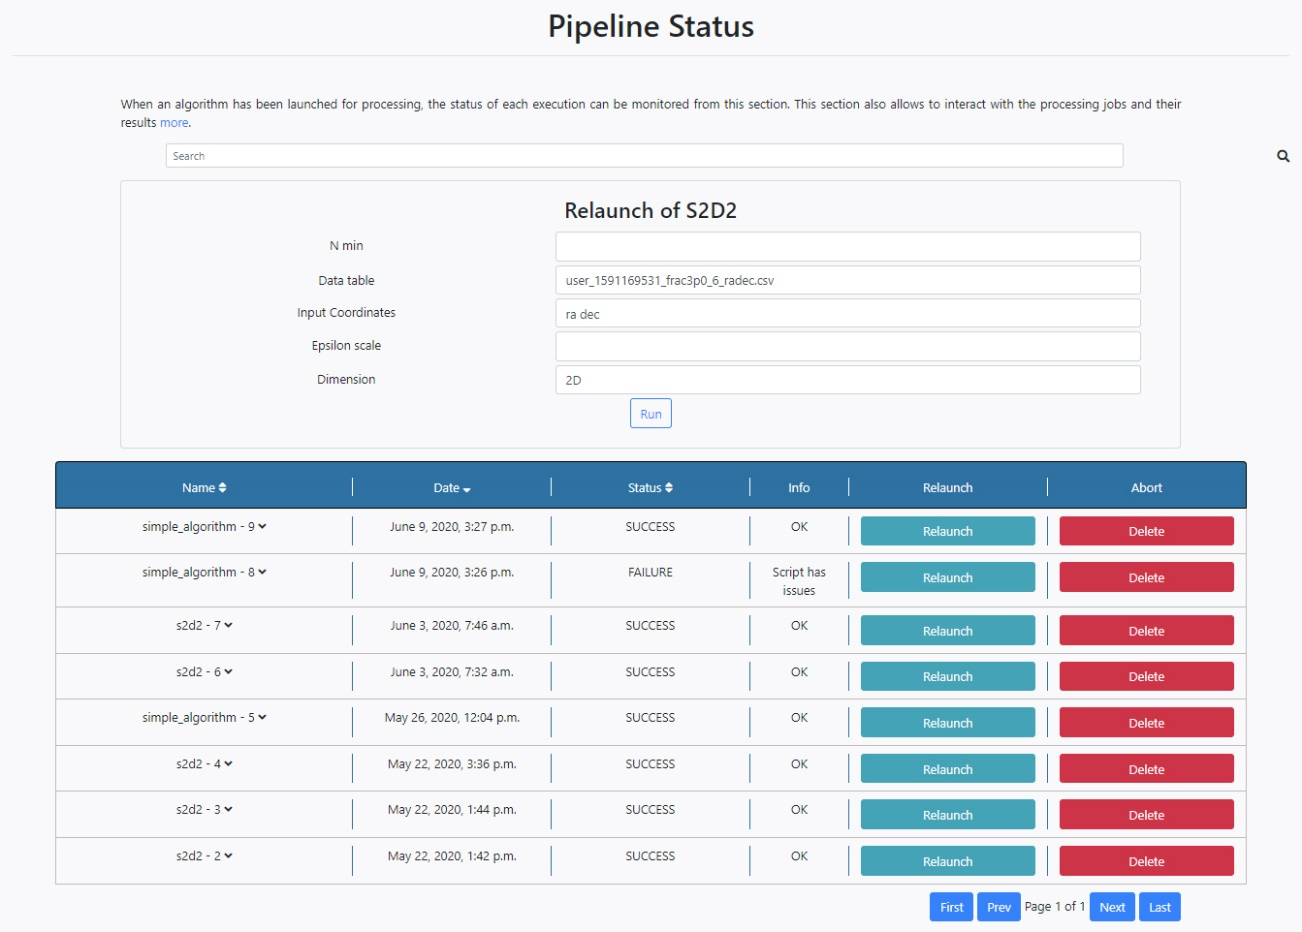 Pipeline Status
When an algorithm has been launched for processing, the status of each execution can be monitored from this section. This section also allows to interact with the processing jobs and their
results more.
Search
Relaunch of S2D2
N min
Data table user_1591169531_frac3p0_6_radec.csv
Input Coordinates ra dec
Epsilon scale
Dimension 2D
Run
Name Date Status Info Relaunch Abort
simple_algorithm - 9 June 9, 2020, 3:27 p.m. SUCCESS OK Relaunch Delete
simple_algorithm - 8 June 9, 2020, 3:26 p.m. FAILURE Script has issues Relaunch Delete
s2d2 - 7 June 3, 2020, 7:46 a.m. SUCCESS OK Relaunch Delete
s2d2 - 6 June 3, 2020, 7:32 a.m. SUCCESS OK Relaunch Delete
simple_algorithm - 5 May 26, 2020, 12:04 p.m. SUCCESS OK Relaunch Delete
s2d2 - 4 May 22, 2020, 3:36 p.m. SUCCESS OK Relaunch Delete
s2d2 - 3 May 22, 2020, 1:44 p.m. SUCCESS OK Relaunch Delete
s2d2 - 2 May 22, 2020, 1:42 p.m. SUCCESS OK Relaunch Delete
First Prev Page 1 of 1 Next Last